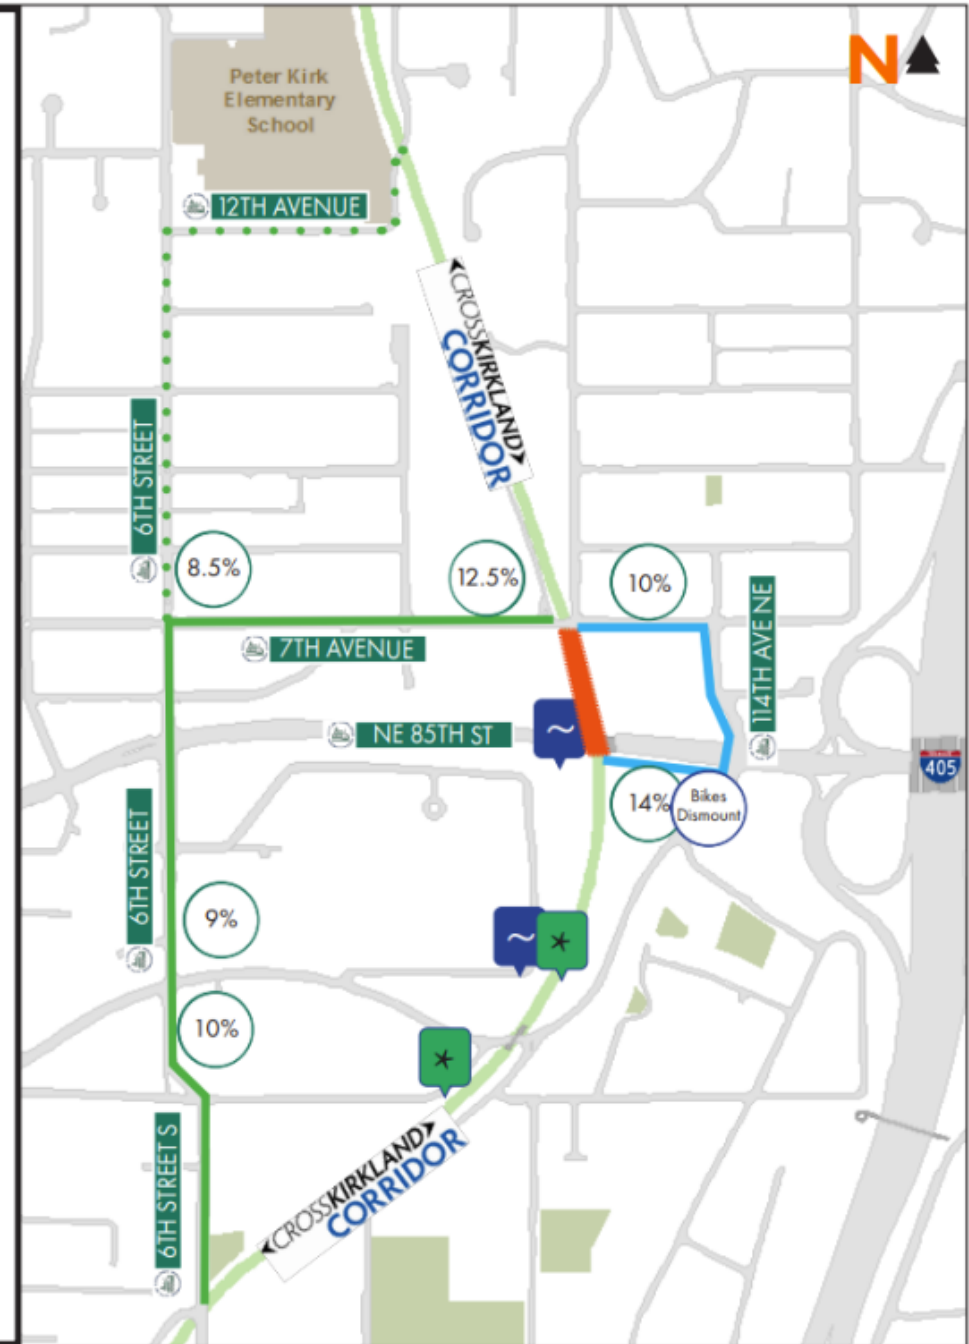 Peter Kirk
Elementary
School
N
12TH AVENUE
CROSSKIRKLAND
CORRIDOR
6TH STREET
8.5%
12.5%
10%
114TH AVE NE
7TH AVENUE
~
NE 85TH ST
405
14%
Bikes
Dismount
6TH STREET
9%
~
*
10%
*
6TH STREET S
CROSSKIRKLAND
CORRIDOR